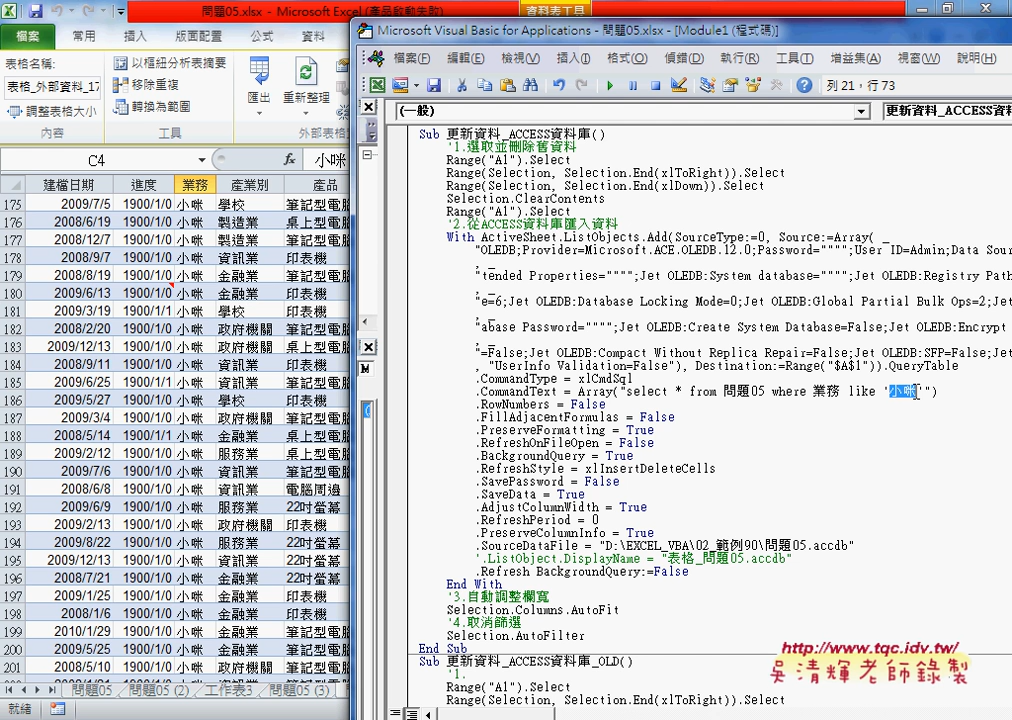 問題05.xlsx - Microsoft Excel (產品啟動失敗)
資料表工具
檔案 常用 插入 版面配置 公式 資料
表格名稱:
表格_外部資料_17
調整表格大小
內容
以樞紐分析表摘要
移除重複
轉換為範圍
工具
匯出 重新整理
外部表格
C4 fx 小咪
建檔日期 進度 業務 產業別 產品
175 2009/7/5 1900/1/0 小咪 學校 筆記型電腦
176 2008/6/19 1900/1/0 小咪 製造業 桌上型電腦
177 2008/12/7 1900/1/0 小咪 製造業 桌上型電腦
178 2008/9/7 1900/1/0 小咪 資訊業 印表機
179 2008/8/19 1900/1/0 小咪 金融業 筆記型電腦
180 2009/6/13 1900/1/0 小咪 金融業 印表機
181 2009/3/19 1900/1/1 小咪 學校 印表機
182 2008/2/20 1900/1/0 小咪 政府機關 筆記型電腦
183 2009/12/13 1900/1/0 小咪 政府機關 桌上型電腦
184 2008/9/11 1900/1/0 小咪 資訊業 印表機
185 2009/6/25 1900/1/1 小咪 學校 筆記型電腦
186 2009/5/27 1900/1/0 小咪 學校 印表機
187 2009/3/4 1900/1/0 小咪 政府機關 筆記型電腦
188 2008/5/14 1900/1/1 小咪 金融業 桌上型電腦
189 2009/2/12 1900/1/0 小咪 服務業 桌上型電腦
190 2009/7/6 1900/1/0 小咪 資訊業 筆記型電腦
191 2008/6/8 1900/1/0 小咪 資訊業 電腦周邊
192 2009/6/9 1900/1/0 小咪 服務業 22吋螢幕
193 2009/2/13 1900/1/0 小咪 政府機關 印表機
194 2009/8/22 1900/1/0 小咪 服務業 22吋螢幕
195 2009/12/13 1900/1/0 小咪 資訊業 22吋螢幕
196 2008/7/21 1900/1/0 小咪 金融業 22吋螢幕
197 2009/1/25 1900/1/0 小咪 金融業 印表機
198 2008/1/6 1900/1/0 小咪 金融業 印表機
199 2010/1/29 1900/1/0 小咪 金融業 筆記型電腦
200 2009/5/25 1900/1/0 小咪 金融業 筆記型電腦
201 2008/5/10 1900/1/0 小咪 資訊業 筆記型電腦
問題05 問題05 (2) 工作表3 問題05 (3)
就緒
Microsoft Visual Basic for Applications - 問題05.xlsx - [Module1 (程式碼)]
檔案(F) 編輯(E) 檢視(V) 插入(I) 格式(O) 偵錯(D) 執行(R) 工具(T) 增益集(A) 視窗(W) 說明(H)
列 21，行 73
(一般) 更新資料_ACCESS資料
Sub 更新資料_ACCESS資料庫()
'1.選取並刪除舊資料
Range("A1").Select
Range(Selection, Selection.End(xlToRight)).Select
Range(Selection, Selection.End(xlDown)).Select
Selection.ClearContents
Range("A1").Select
'2.從ACCESS資料庫匯入資料
With ActiveSheet.ListObjects.Add(SourceType:=0, Source:=Array( _
"OLEDB;Provider=Microsoft.ACE.OLEDB.12.0;Password="""";User ID=Admin;Data Sour
, _
"tended Properties="""";Jet OLEDB:System database="""";Jet OLEDB:Registry Path
, _
"e=6;Jet OLEDB:Database Locking Mode=0;Jet OLEDB:Global Partial Bulk Ops=2;Jet
, _
"abase Password="""";Jet OLEDB:Create System Database=False;Jet OLEDB:Encrypt
, _
"=False;Jet OLEDB:Compact Without Replica Repair=False;Jet OLEDB:SFP=False;Jet
, "UserInfo Validation=False"), Destination:=Range("$A$1")).QueryTable
.CommandType = xlCmdSql
.CommandText = Array("select * from 問題05 where 業務 like '小咪'")
.RowNumbers = False
.FillAdjacentFormulas = False
.PreserveFormatting = True
.RefreshOnFileOpen = False
.BackgroundQuery = True
.RefreshStyle = xlInsertDeleteCells
.SavePassword = False
.SaveData = True
.AdjustColumnWidth = True
.RefreshPeriod = 0
.PreserveColumnInfo = True
.SourceDataFile = "D:\EXCEL_VBA\02_範例90\問題05.accdb"
'.ListObject.DisplayName = "表格_問題05.accdb"
.Refresh BackgroundQuery:=False
End With
'3.自動調整欄寬
Selection.Columns.AutoFit
'4.取消篩選
Selection.AutoFilter
End Sub
Sub 更新資料_ACCESS資料庫_OLD()
'1.
Range("A1").Select
Range(Selection, Selection.End(xlToRight)).Select
http://www.tqc.idv.tw/
吳清輝老師錄製